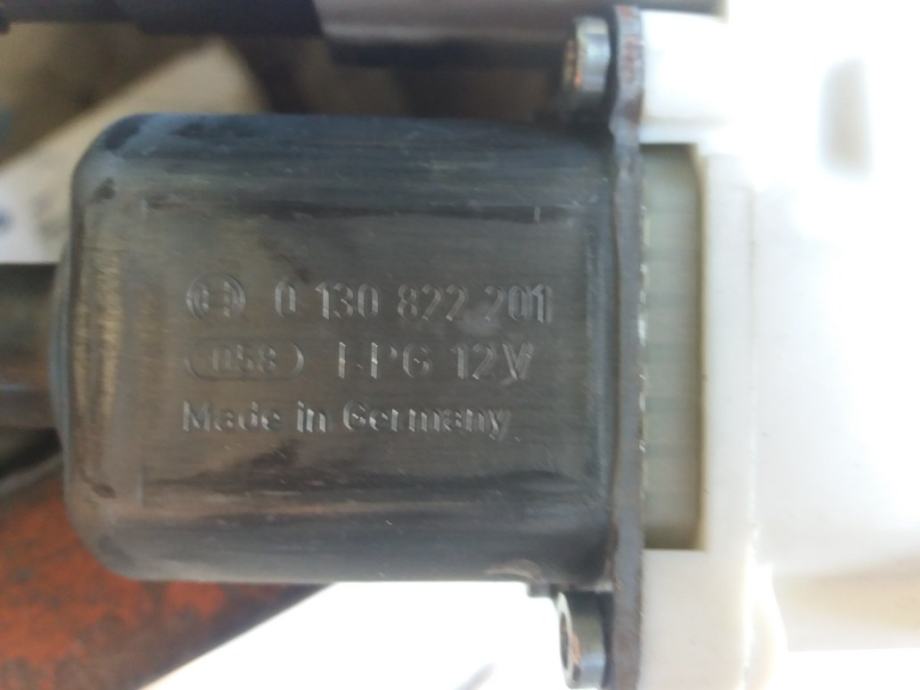 0 130 822 201
058 FPG 12V
Made in Germany